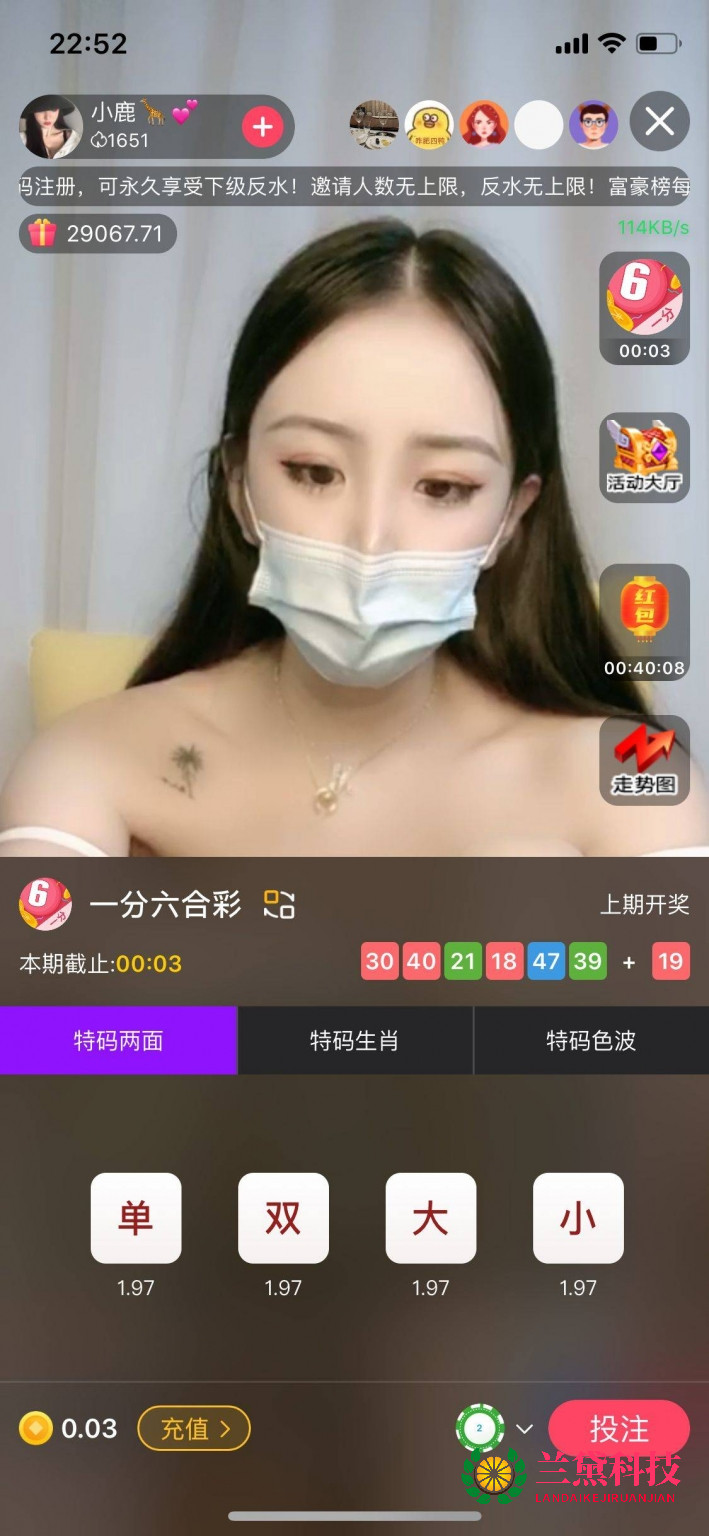 22:52
小鹿🦒💕
1651
码注册，可永久享受下级反水！邀请人数无上限，反水无上限！富豪榜每
29067.71
114KB/s
6
一分
00:03
活动大厅
红包
00:40:08
走势图
6
一分
一分六合彩
上期开奖
本期截止:00:03
30 40 21 18 47 39 + 19
特码两面 特码生肖 特码色波
单 双 大 小
1.97 1.97 1.97 1.97
0.03 充值 2 投注
兰黛科技
LANDAIKEJIRUANJIAN